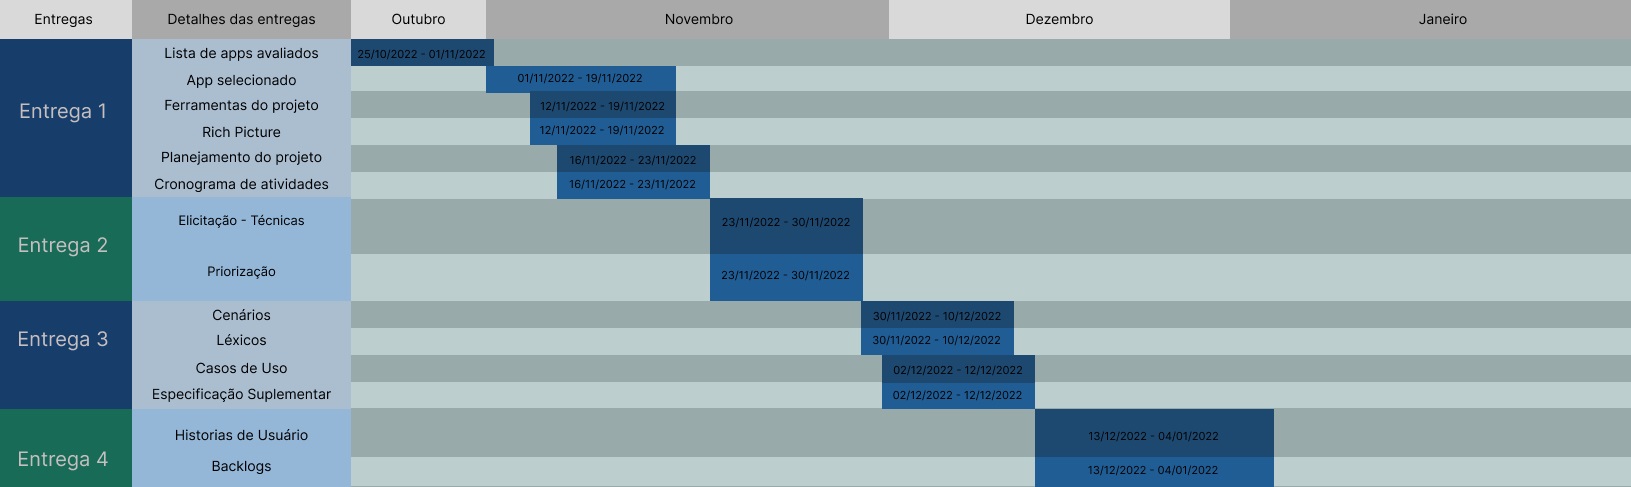 Entregas Detalhes das entregas Outubro Novembro Dezembro Janeiro
Entrega 1
Lista de apps avaliados 25/10/2022 - 01/11/2022
App selecionado 01/11/2022 - 19/11/2022
Ferramentas do projeto 12/11/2022 - 19/11/2022
Rich Picture 12/11/2022 - 19/11/2022
Planejamento do projeto 16/11/2022 - 23/11/2022
Cronograma de atividades 16/11/2022 - 23/11/2022
Entrega 2
Elicitação - Técnicas 23/11/2022 - 30/11/2022
Priorização 23/11/2022 - 30/11/2022
Entrega 3
Cenários 30/11/2022 - 10/12/2022
Léxicos 30/11/2022 - 10/12/2022
Casos de Uso 02/12/2022 - 12/12/2022
Especificação Suplementar 02/12/2022 - 12/12/2022
Entrega 4
Historias de Usuário 13/12/2022 - 04/01/2022
Backlogs 13/12/2022 - 04/01/2022